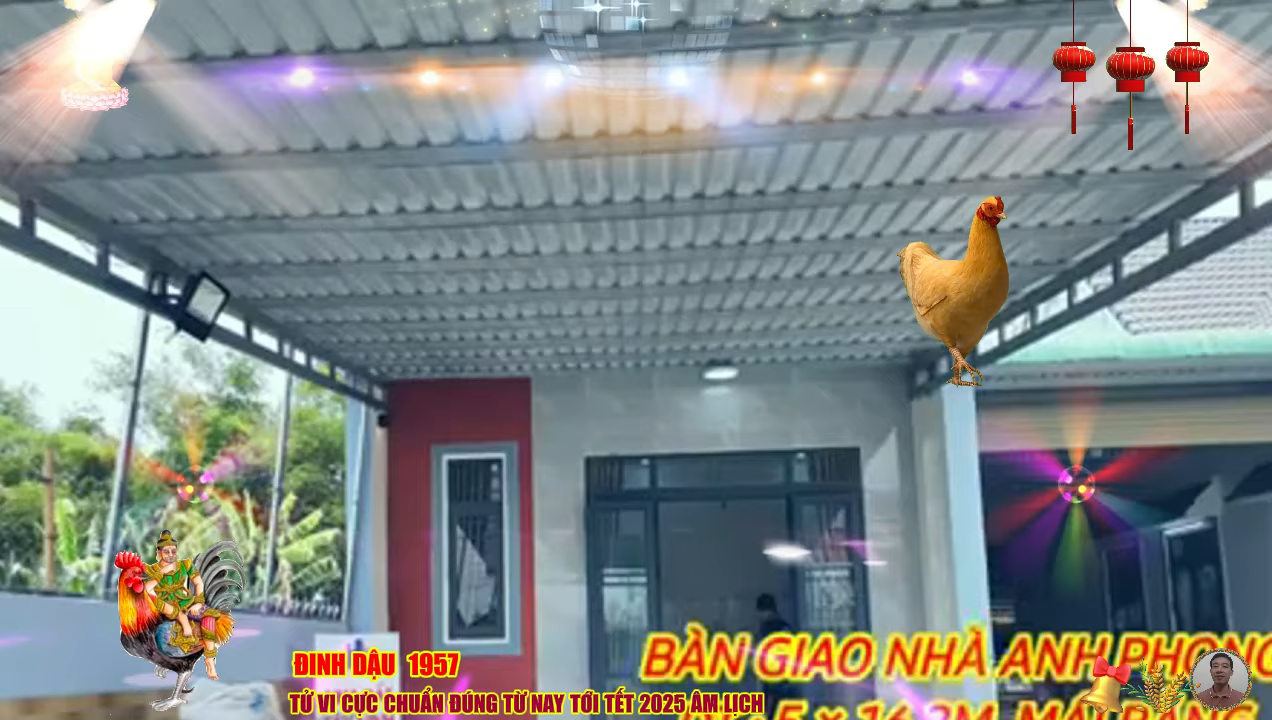 ĐINH DẬU 1957
BÀN GIAO NHÀ ANH PHONG
TỬ VI CỰC CHUẨN ĐÚNG TỪ NAY TỚI TẾT 2025 ÂM LỊCH